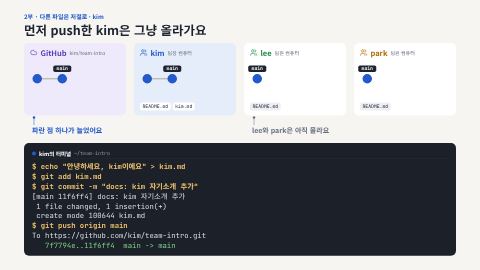 2부 · 다른 파일은 저절로 · kim
먼저 push한 kim은 그냥 올라가요
GitHub kim/team-intro
main
kim 팀장 컴퓨터
main
README.md kim.md
lee 팀원 컴퓨터
main
README.md
park 팀원 컴퓨터
main
README.md
파란 점 하나가 늘었어요
lee와 park은 아직 몰라요
kim의 터미널 ~/team-intro
$ echo "안녕하세요, kim이에요" > kim.md
$ git add kim.md
$ git commit -m "docs: kim 자기소개 추가"
[main 11f6ff4] docs: kim 자기소개 추가
1 file changed, 1 insertion(+)
create mode 100644 kim.md
$ git push origin main
To https://github.com/kim/team-intro.git
7f7794e..11f6ff4 main -> main